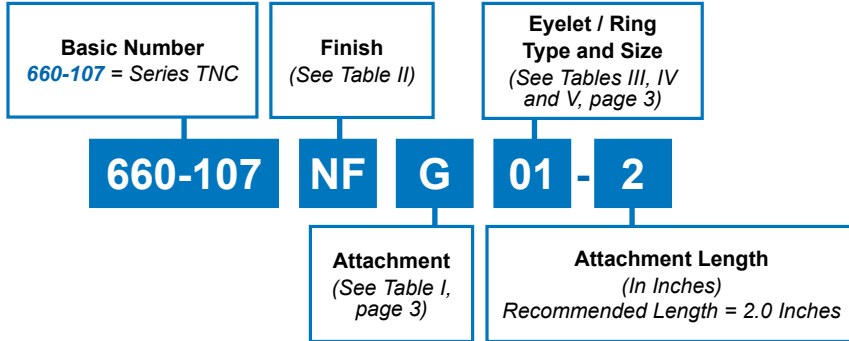 Basic Number
660-107 = Series TNC
Finish
(See Table II)
Eyelet / Ring
Type and Size
(See Tables III, IV
and V, page 3)
660-107 NF G 01 - 2
Attachment
(See Table I,
page 3)
Attachment Length
(In Inches)
Recommended Length = 2.0 Inches